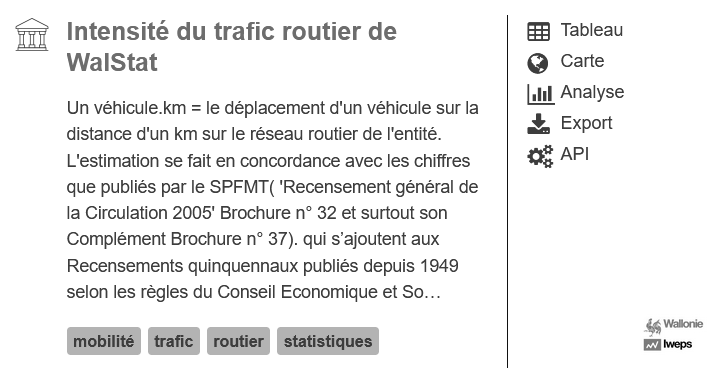 Intensité du trafic routier de
WalStat
Un véhicule.km = le déplacement d'un véhicule sur la
distance d'un km sur le réseau routier de l'entité.
L'estimation se fait en concordance avec les chiffres
que publiés par le SPFMT( 'Recensement général de
la Circulation 2005' Brochure n° 32 et surtout son
Complément Brochure n° 37). qui s’ajoutent aux
Recensements quinquennaux publiés depuis 1949
selon les règles du Conseil Economique et So…
mobilité trafic routier statistiques
Tableau
Carte
Analyse
Export
API
Wallonie
Iweps